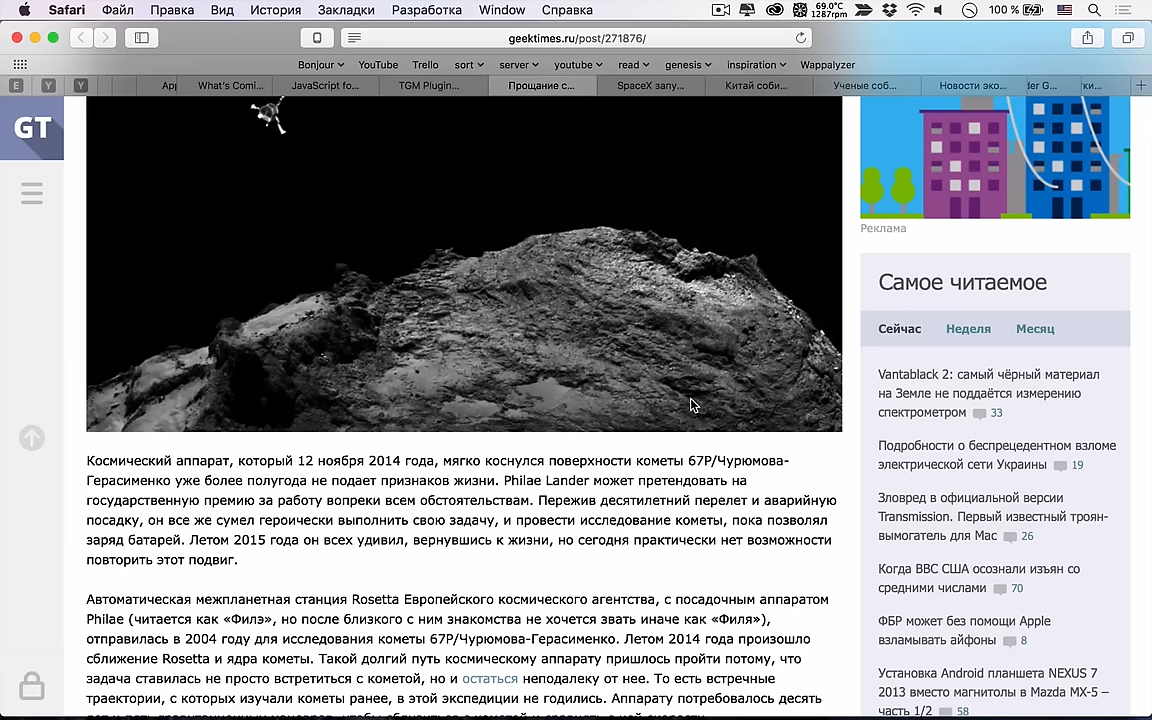 Safari Файл Правка Вид История Закладки Разработка Window Справка 69.0°C 1287rpm 100 %
geektimes.ru/post/271876/
Bonjour YouTube Trello sort server youtube read genesis inspiration Wappalyzer
E Y Y Apj What's Comi... JavaScript fo... TGM Plugin... Прощание с... SpaceX запу... Китай соби... Ученые соб... Новости эко... der G... ки...
GT
Реклама
Самое читаемое
Сейчас Неделя Месяц
Vantablack 2: самый чёрный материал
на Земле не поддаётся измерению
спектрометром 33
Подробности о беспрецедентном взломе
электрической сети Украины 19
Зловред в официальной версии
Transmission. Первый известный троян-
вымогатель для Mac 26
Когда ВВС США осознали изъян со
средними числами 70
ФБР может без помощи Apple
взламывать айфоны 8
Установка Android планшета NEXUS 7
2013 вместо магнитолы в Mazda MX-5 –
часть 1/2 58
Космический аппарат, который 12 ноября 2014 года, мягко коснулся поверхности кометы 67P/Чурюмова-
Герасименко уже более полугода не подает признаков жизни. Philae Lander может претендовать на
государственную премию за работу вопреки всем обстоятельствам. Пережив десятилетний перелет и аварийную
посадку, он все же сумел героически выполнить свою задачу, и провести исследование кометы, пока позволял
заряд батарей. Летом 2015 года он всех удивил, вернувшись к жизни, но сегодня практически нет возможности
повторить этот подвиг.
Автоматическая межпланетная станция Rosetta Европейского космического агентства, с посадочным аппаратом
Philae (читается как «Филэ», но после близкого с ним знакомства не хочется звать иначе как «Филя»),
отправилась в 2004 году для исследования кометы 67P/Чурюмова-Герасименко. Летом 2014 года произошло
сближение Rosetta и ядра кометы. Такой долгий путь космическому аппарату пришлось пройти потому, что
задача ставилась не просто встретиться с кометой, но и остаться неподалеку от нее. То есть встречные
траектории, с которых изучали кометы ранее, в этой экспедиции не годились. Аппарату потребовалось десять